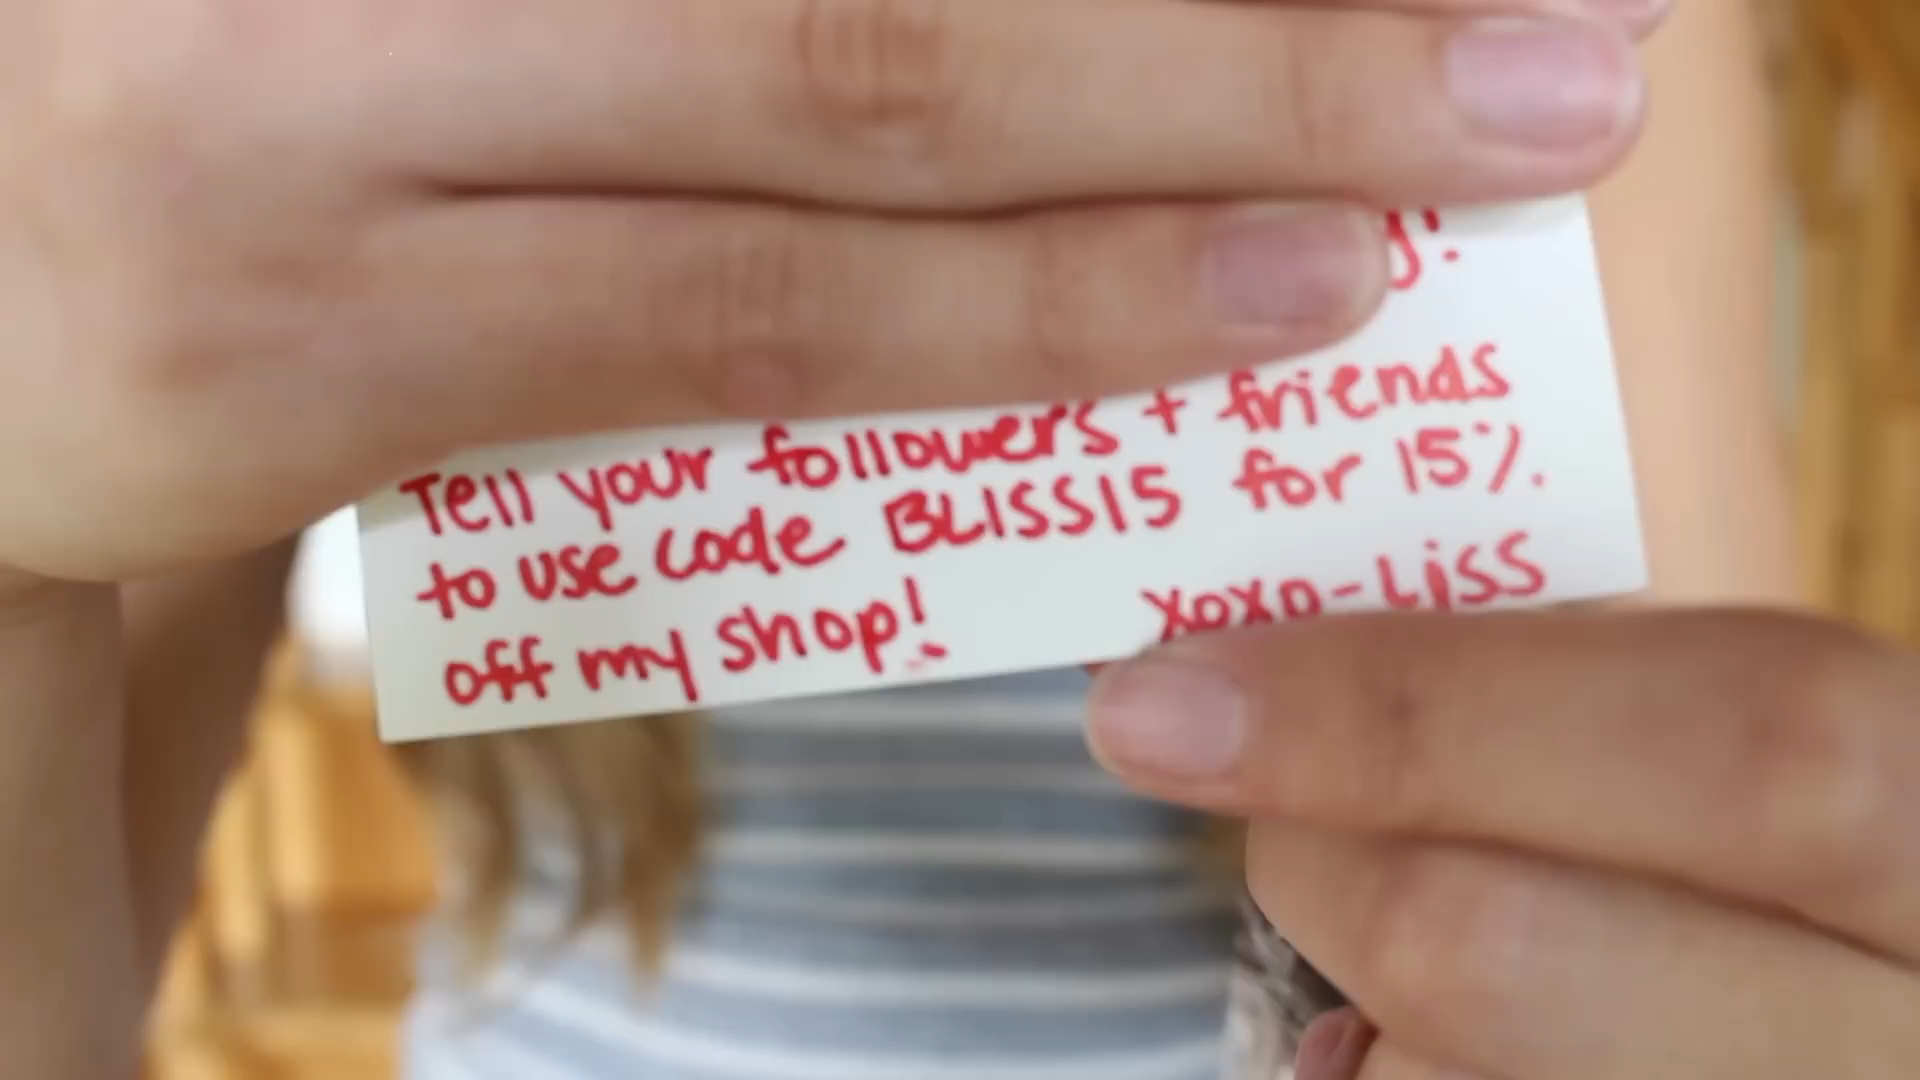 Tell your followers + friends
to use code BLISS15 for 15%
off my shop!
xoxo-Liss